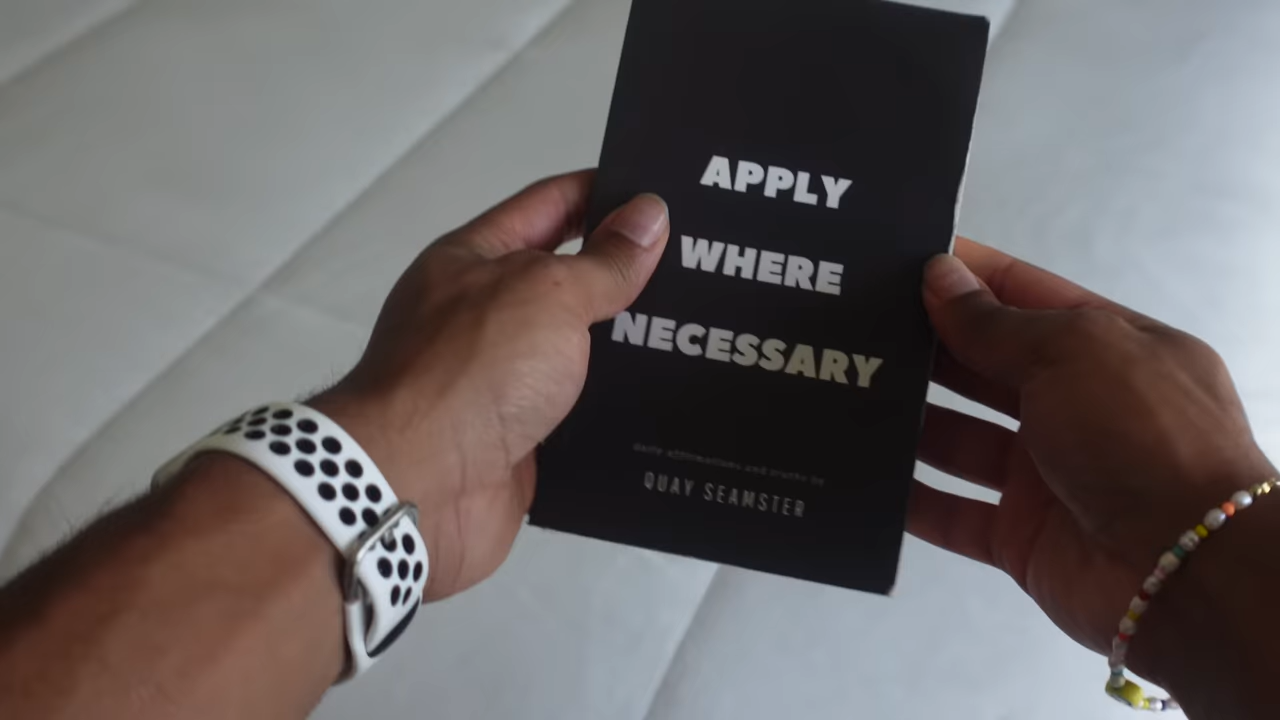 APPLY
WHERE
NECESSARY
daily affirmations and truths by
QUAY SEAMSTER